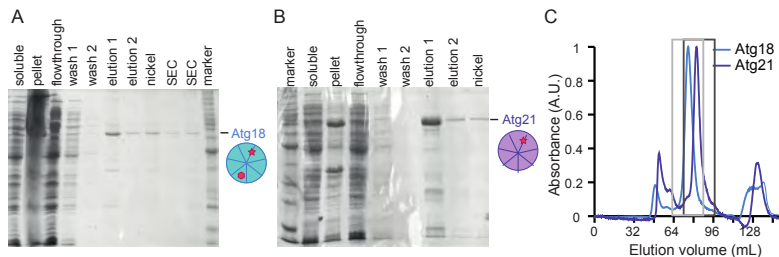 A
soluble
pellet
flowthrough
wash 1
wash 2
elution 1
elution 2
nickel
SEC
SEC
marker
Atg18
B
marker
soluble
pellet
flowthrough
wash 1
wash 2
elution 1
elution 2
nickel
Atg21
C
Atg18
Atg21
Absorbance (A.U.)
1
0.8
0.6
0.4
0.2
0
0 32 64 96 128
Elution volume (mL)